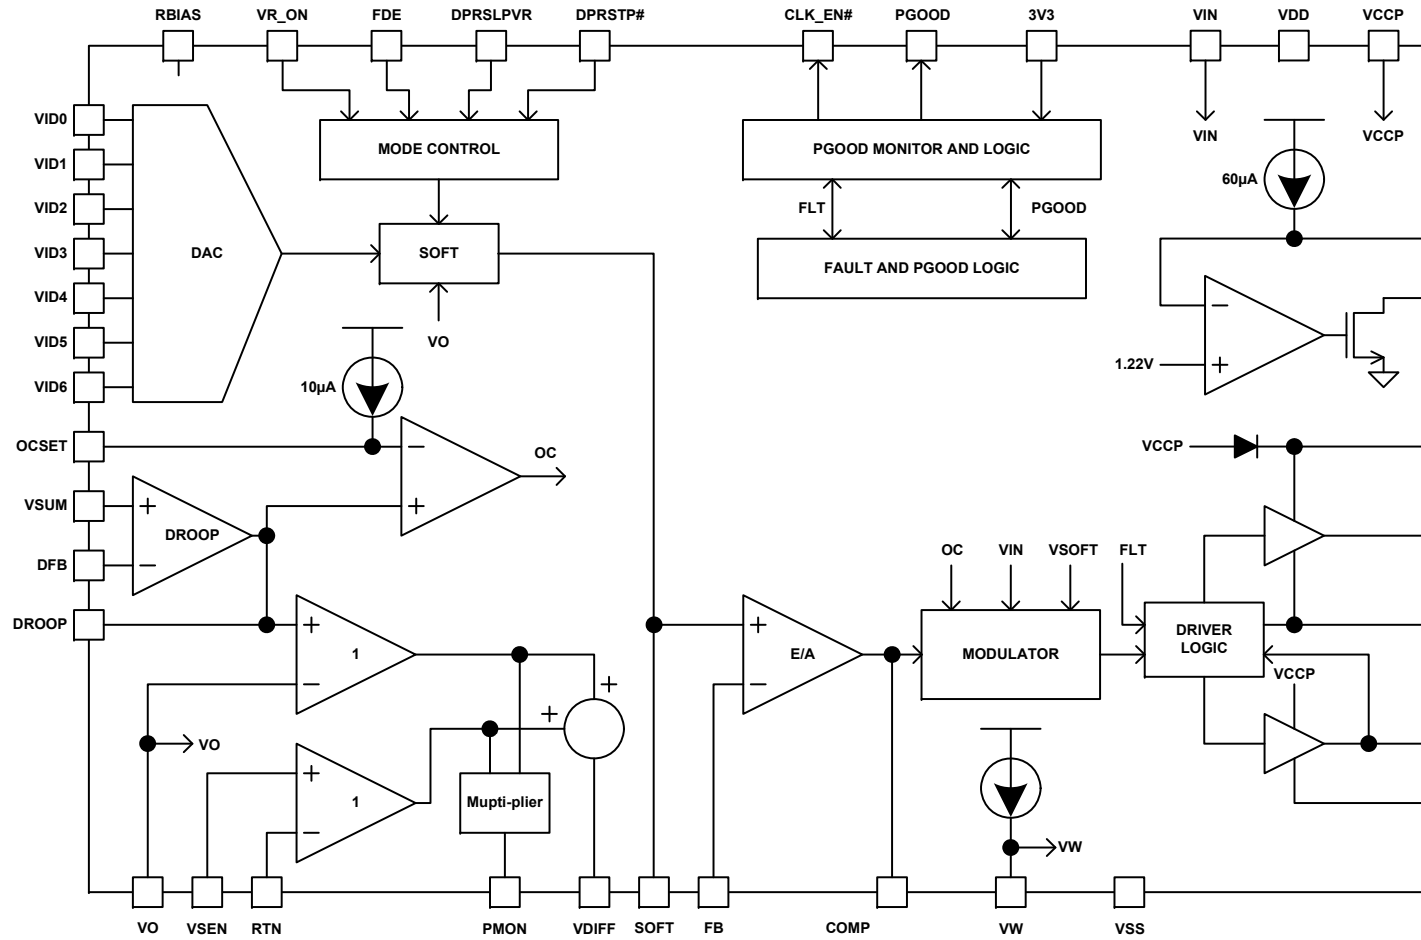 RBIAS VR_ON FDE DPRSLPVR DPRSTP# CLK_EN# PGOOD 3V3 VIN VDD VCCP
VID0
VID1
VID2
VID3
VID4
VID5
VID6
OCSET
VSUM
DFB
DROOP
DAC
MODE CONTROL
SOFT
VO
10µA
PGOOD MONITOR AND LOGIC
FLT PGOOD
FAULT AND PGOOD LOGIC
VIN VCCP
60µA
−
+
1.22V
−
+
OC
+
−
DROOP
+
−
1
VO
+
−
1
+
+
Mupti-plier
+
−
E/A
OC VIN VSOFT FLT
MODULATOR
DRIVER
LOGIC
VCCP
VCCP
VW
VO VSEN RTN PMON VDIFF SOFT FB COMP VW VSS